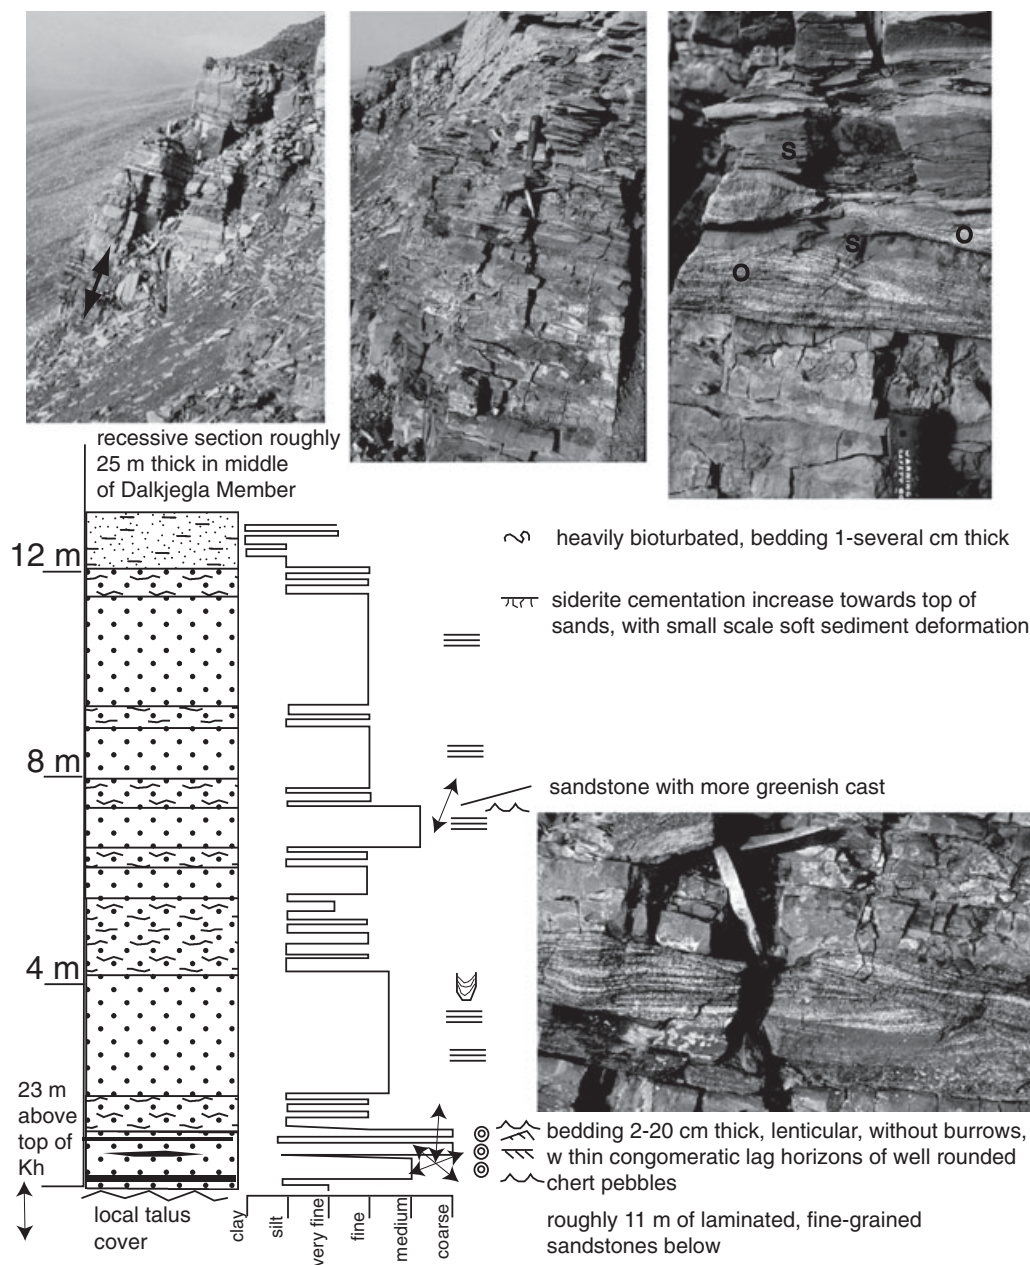 S
S
O
O
recessive section roughly
25 m thick in middle
of Dalkjegla Member
heavily bioturbated, bedding 1-several cm thick
12 m
siderite cementation increase towards top of
sands, with small scale soft sediment deformation
8 m
sandstone with more greenish cast
4 m
23 m
above
top of
Kh
bedding 2-20 cm thick, lenticular, without burrows,
w thin congomeratic lag horizons of well rounded
chert pebbles
local talus
cover
clay
silt
very fine
fine
medium
coarse
roughly 11 m of laminated, fine-grained
sandstones below